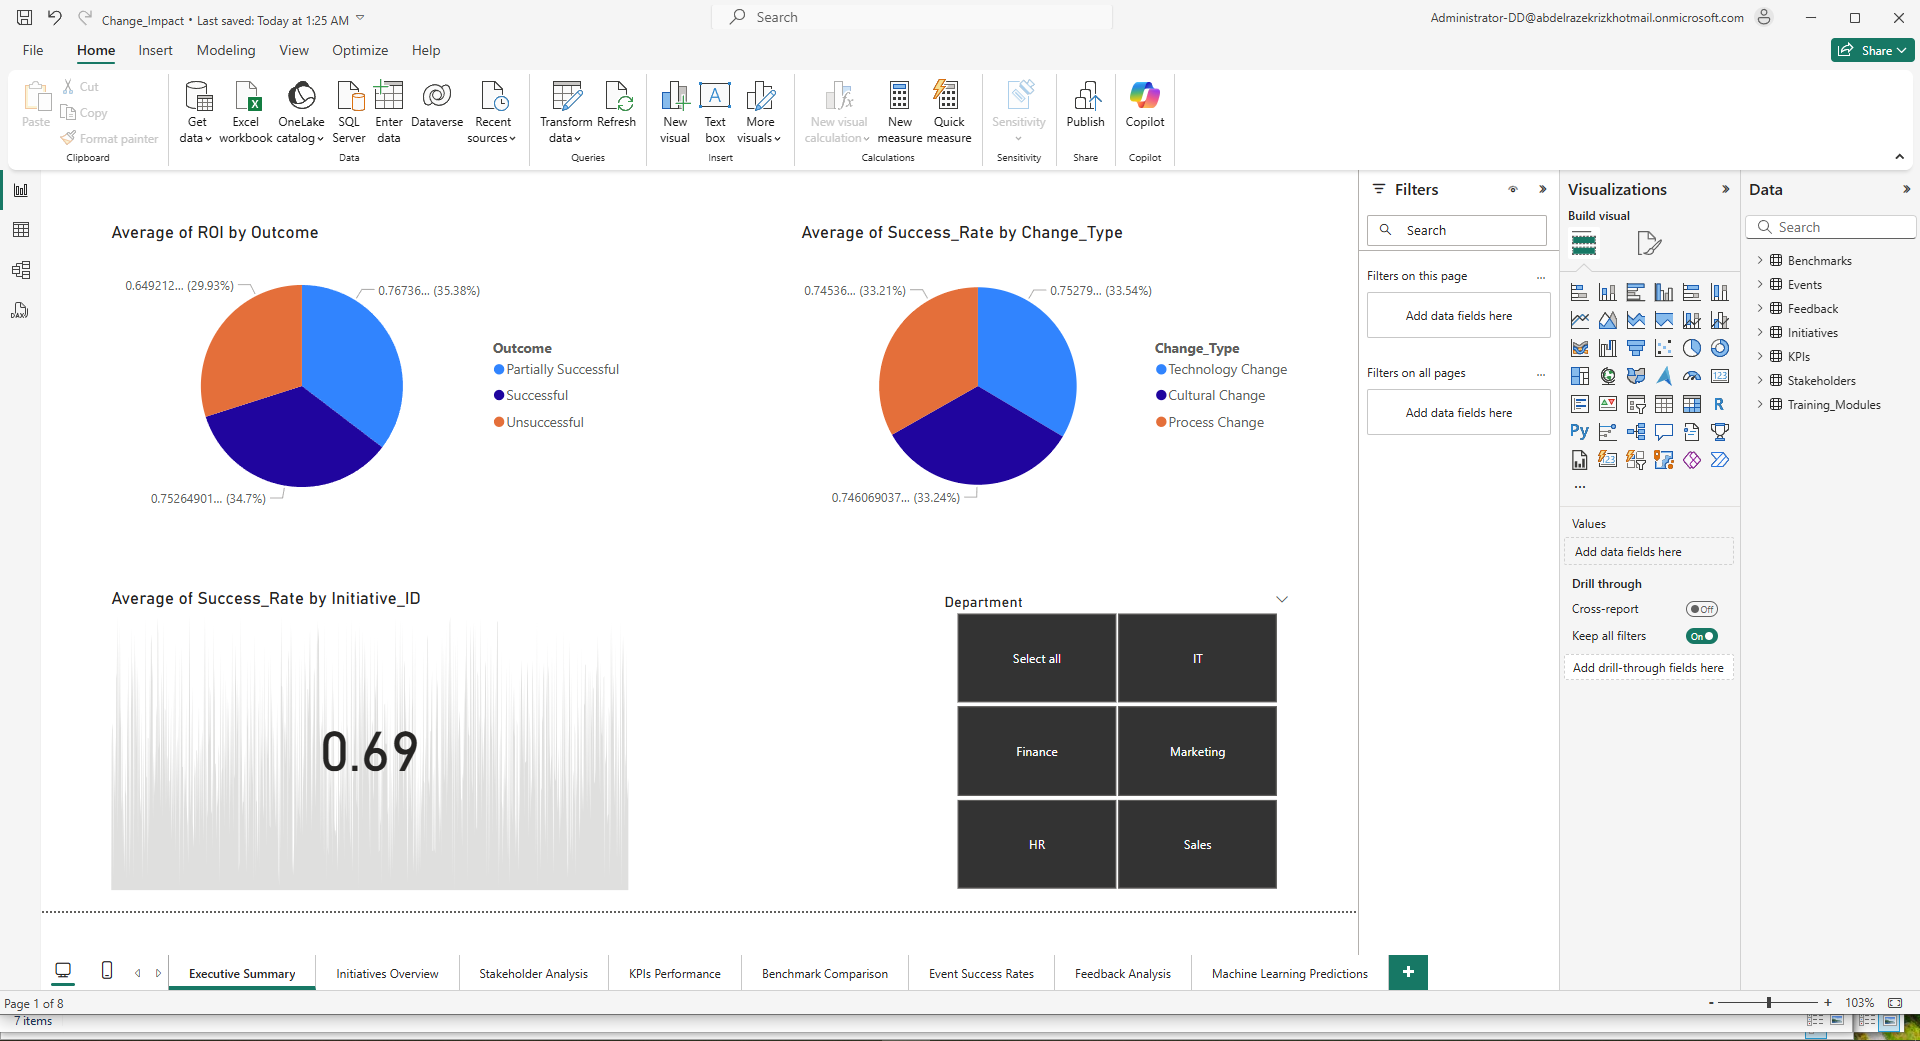 Change_Impact • Last saved: Today at 1:25 AM
Search
Administrator-DD@abdelrazekrizkhotmail.onmicrosoft.com
File Home Insert Modeling View Optimize Help
Share
Paste
Cut
Copy
Format painter
Clipboard
Get data
Excel workbook
OneLake catalog
SQL Server
Enter data
Dataverse
Recent sources
Data
Transform data
Refresh
Queries
New visual
Text box
More visuals
Insert
New visual calculation
New measure
Quick measure
Calculations
Sensitivity
Sensitivity
Publish
Share
Copilot
Copilot
Average of ROI by Outcome
0.649212... (29.93%)
0.76736... (35.38%)
0.75264901... (34.7%)
Outcome
Partially Successful
Successful
Unsuccessful
Average of Success_Rate by Change_Type
0.74536... (33.21%)
0.75279... (33.54%)
0.746069037... (33.24%)
Change_Type
Technology Change
Cultural Change
Process Change
Average of Success_Rate by Initiative_ID
0.69
Department
Select all
IT
Finance
Marketing
HR
Sales
Filters
Search
Filters on this page
...
Add data fields here
Filters on all pages
...
Add data fields here
Visualizations
Build visual
123
R
Py
123
...
Values
Add data fields here
Drill through
Cross-report
Off
Keep all filters
On
Add drill-through fields here
Data
Search
Benchmarks
Events
Feedback
Initiatives
KPIs
Stakeholders
Training_Modules
DAX
Executive Summary
Initiatives Overview
Stakeholder Analysis
KPIs Performance
Benchmark Comparison
Event Success Rates
Feedback Analysis
Machine Learning Predictions
+
Page 1 of 8
- + 103%
7 items